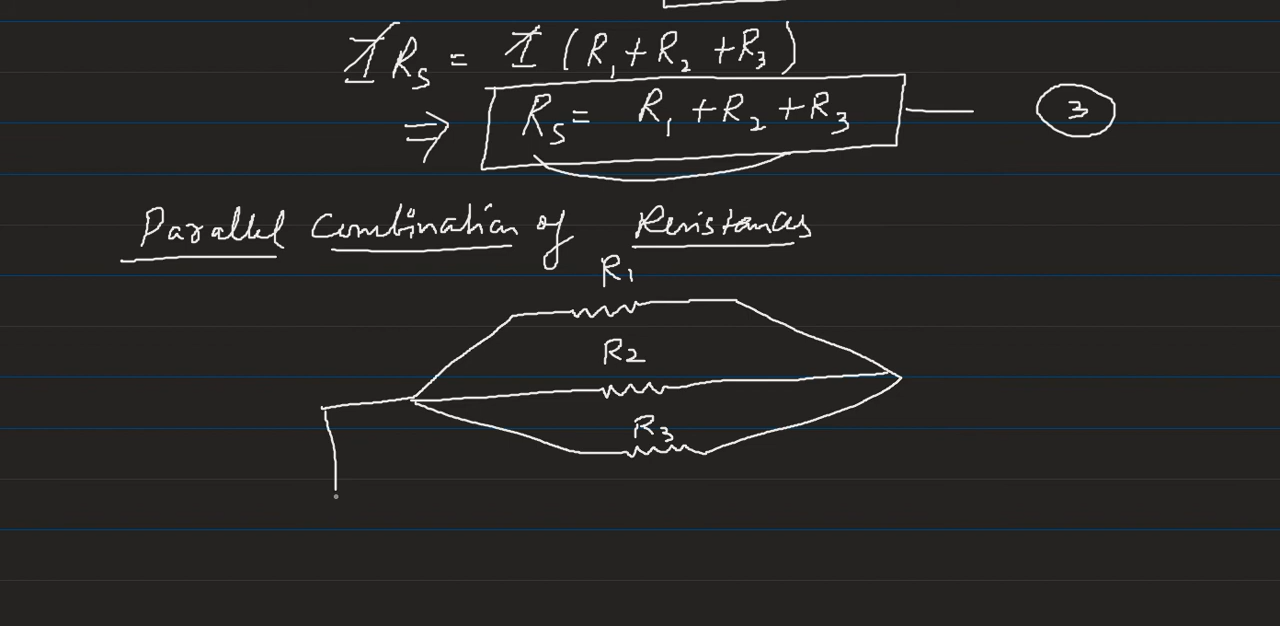 I R_S = I (R_1 + R_2 + R_3)
⇒ R_S = R_1 + R_2 + R_3 — 3
Parallel Combination of Resistances
R1
R2
R3